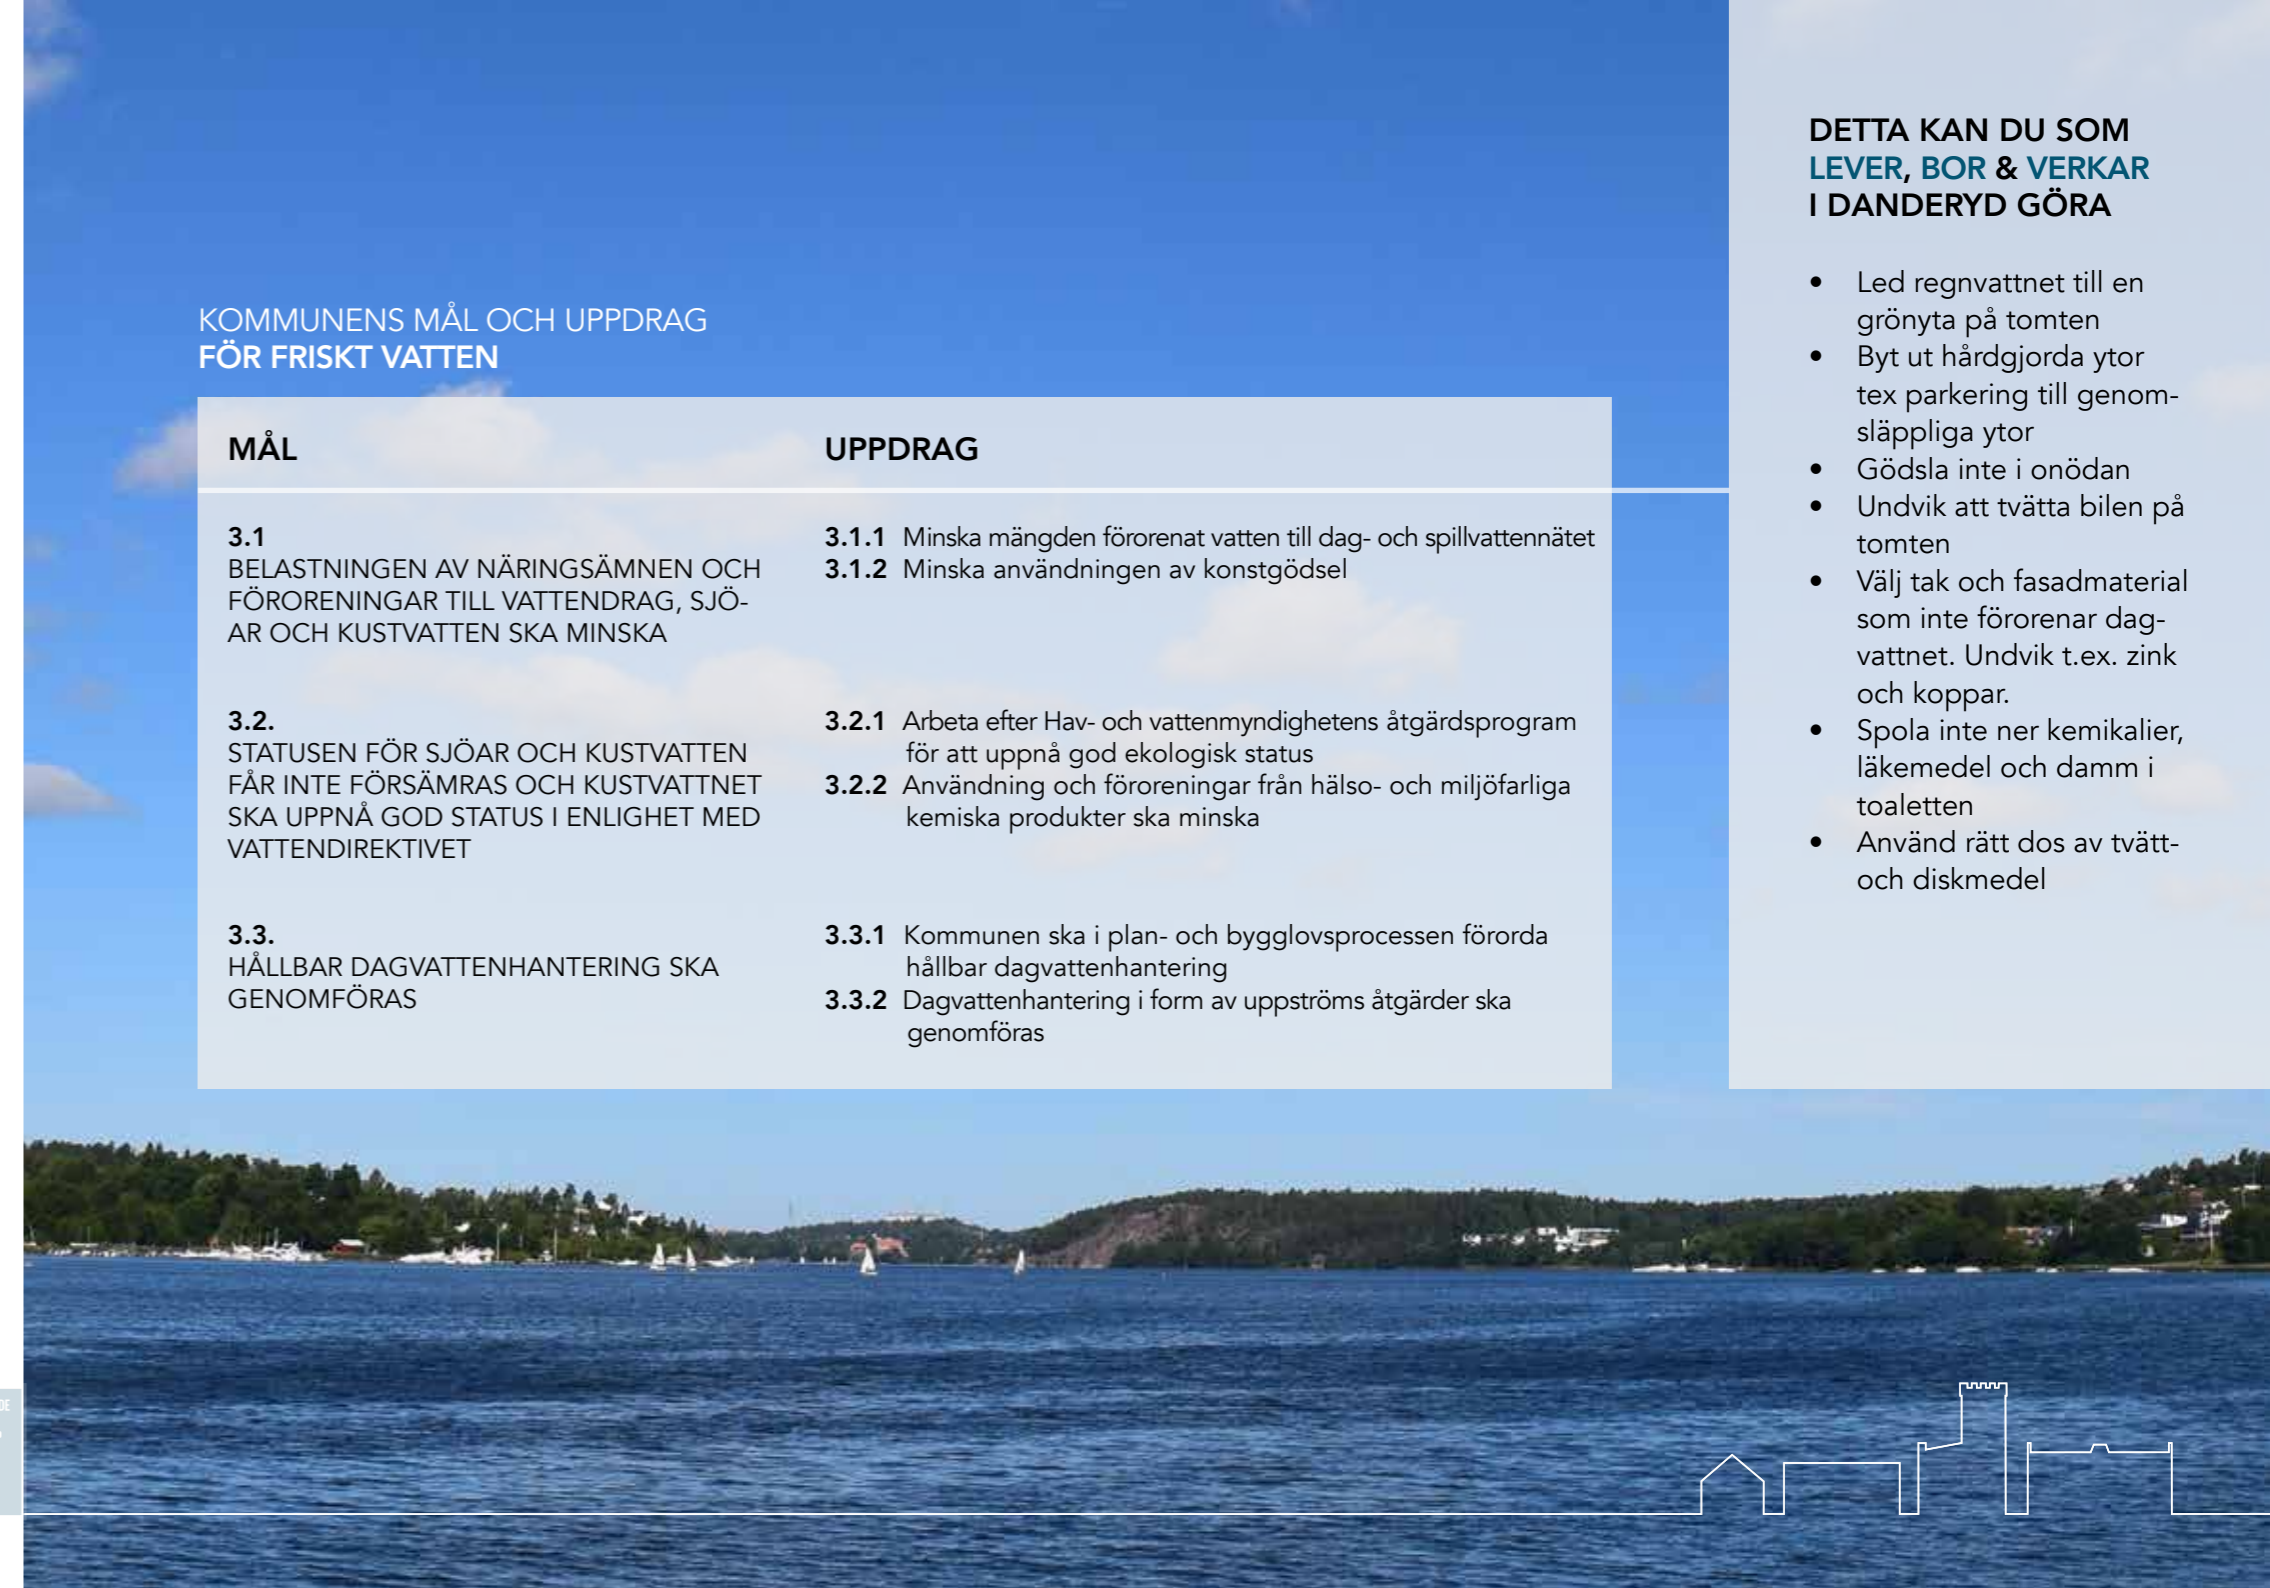 KOMMUNENS MÅL OCH UPPDRAG
FÖR FRISKT VATTEN
MÅL
UPPDRAG
3.1
BELASTNINGEN AV NÄRINGSÄMNEN OCH
FÖRORENINGAR TILL VATTENDRAG, SJÖ-
AR OCH KUSTVATTEN SKA MINSKA
3.1.1 Minska mängden förorenat vatten till dag- och spillvattennätet
3.1.2 Minska användningen av konstgödsel
3.2.
STATUSEN FÖR SJÖAR OCH KUSTVATTEN
FÅR INTE FÖRSÄMRAS OCH KUSTVATTNET
SKA UPPNÅ GOD STATUS I ENLIGHET MED
VATTENDIREKTIVET
3.2.1 Arbeta efter Hav- och vattenmyndighetens åtgärdsprogram
för att uppnå god ekologisk status
3.2.2 Användning och föroreningar från hälso- och miljöfarliga
kemiska produkter ska minska
3.3.
HÅLLBAR DAGVATTENHANTERING SKA
GENOMFÖRAS
3.3.1 Kommunen ska i plan- och bygglovsprocessen förorda
hållbar dagvattenhantering
3.3.2 Dagvattenhantering i form av uppströms åtgärder ska
genomföras
DETTA KAN DU SOM
LEVER, BOR & VERKAR
I DANDERYD GÖRA
• Led regnvattnet till en
grönyta på tomten
• Byt ut hårdgjorda ytor
tex parkering till genom-
släppliga ytor
• Gödsla inte i onödan
• Undvik att tvätta bilen på
tomten
• Välj tak och fasadmaterial
som inte förorenar dag-
vattnet. Undvik t.ex. zink
och koppar.
• Spola inte ner kemikalier,
läkemedel och damm i
toaletten
• Använd rätt dos av tvätt-
och diskmedel